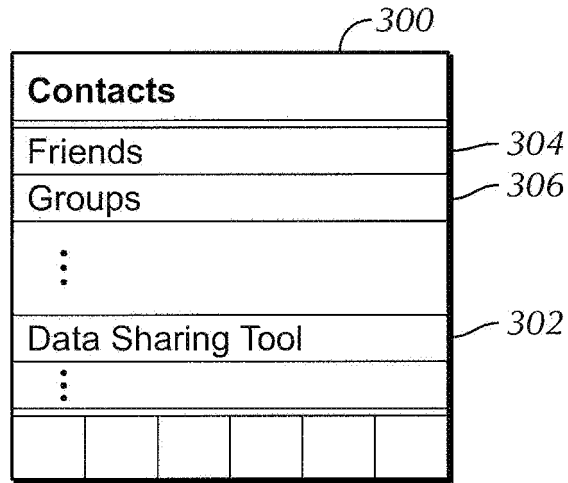 300
Contacts
Friends 304
Groups 306
⋮
Data Sharing Tool 302
⋮